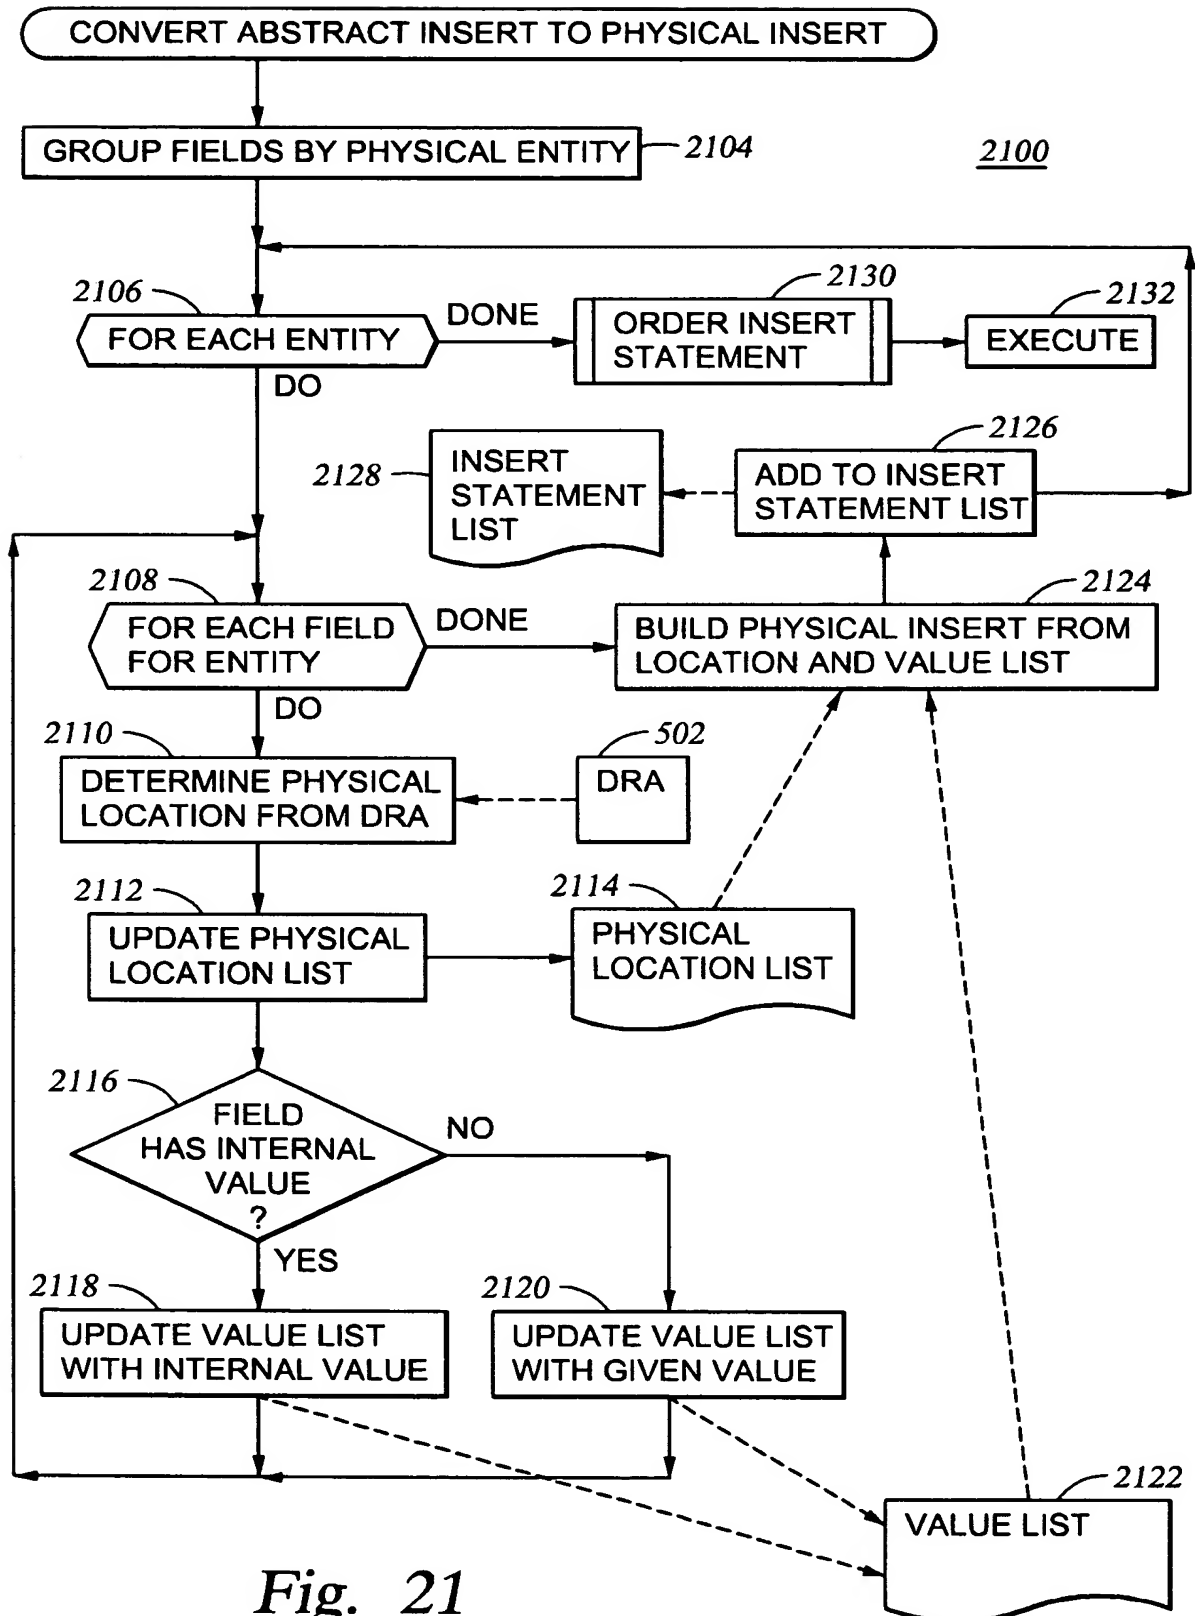 CONVERT ABSTRACT INSERT TO PHYSICAL INSERT
GROUP FIELDS BY PHYSICAL ENTITY
2104
2100
2106
FOR EACH ENTITY
DONE
DO
2130
ORDER INSERT
STATEMENT
2132
EXECUTE
2128
INSERT
STATEMENT
LIST
2126
ADD TO INSERT
STATEMENT LIST
2108
FOR EACH FIELD
FOR ENTITY
DONE
DO
2124
BUILD PHYSICAL INSERT FROM
LOCATION AND VALUE LIST
2110
DETERMINE PHYSICAL
LOCATION FROM DRA
502
DRA
2112
UPDATE PHYSICAL
LOCATION LIST
2114
PHYSICAL
LOCATION LIST
2116
FIELD
HAS INTERNAL
VALUE
?
NO
YES
2118
UPDATE VALUE LIST
WITH INTERNAL VALUE
2120
UPDATE VALUE LIST
WITH GIVEN VALUE
2122
VALUE LIST
Fig. 21